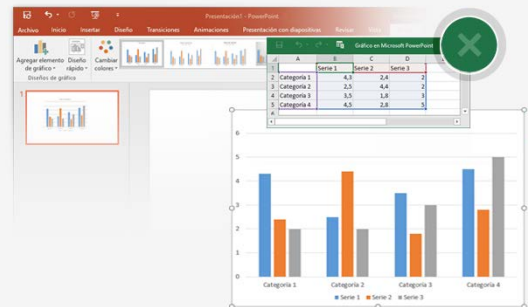 Presentación1 - PowerPoint
Archivo Inicio Insertar Diseño Transiciones Animaciones Presentación con diapositivas Revisar Vista
Agregar elemento de gráfico
Diseño rápido
Cambiar colores
Diseños de gráfico
Gráfico en Microsoft PowerPoint
A B C D
1 Serie 1 Serie 2 Serie 3
2 Categoría 1 4,3 2,4 2
3 Categoría 2 2,5 4,4 2
4 Categoría 3 3,5 1,8 3
5 Categoría 4 4,5 2,8 5
6
1
6
5
4
3
2
1
0
Categoría 1 Categoría 2 Categoría 3 Categoría 4
Serie 1 Serie 2 Serie 3